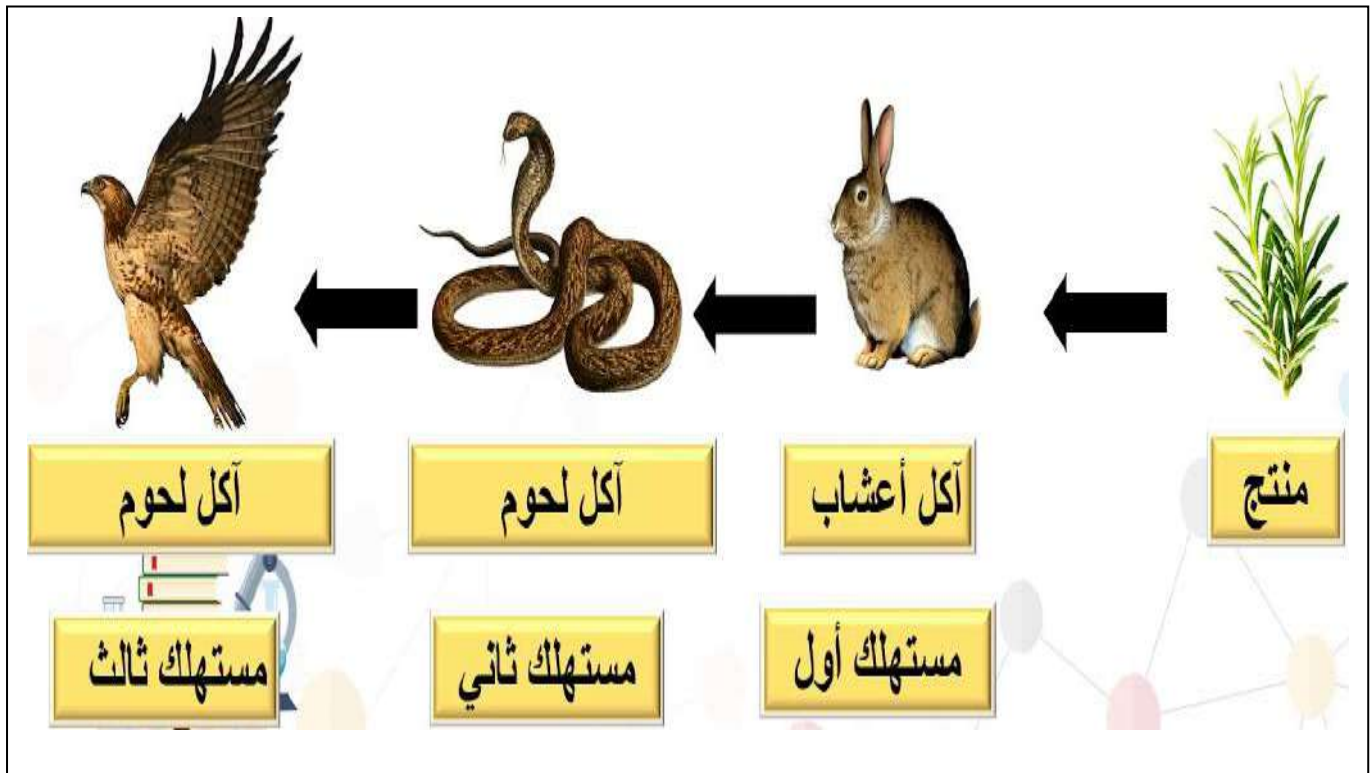 منتج
آكل أعشاب
آكل لحوم
آكل لحوم
مستهلك أول
مستهلك ثاني
مستهلك ثالث